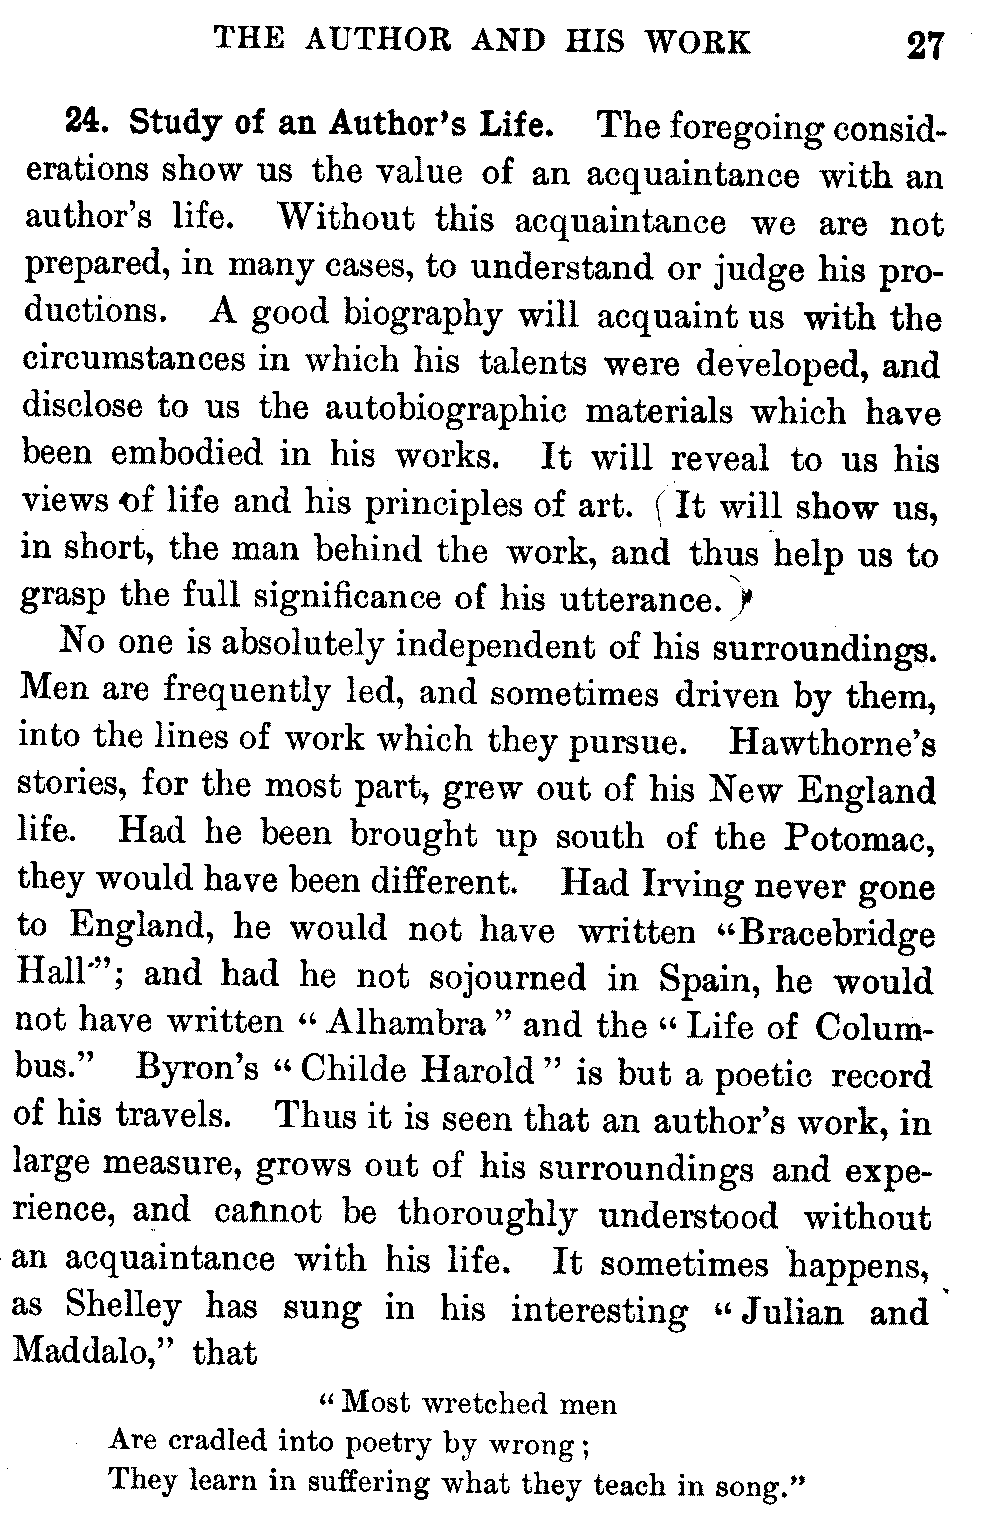 THE AUTHOR AND HIS WORK 27
24. Study of an Author's Life. The foregoing consid-
erations show us the value of an acquaintance with an
author's life. Without this acquaintance we are not
prepared, in many cases, to understand or judge his pro-
ductions. A good biography will acquaint us with the
circumstances in which his talents were developed, and
disclose to us the autobiographic materials which have
been embodied in his works. It will reveal to us his
views of life and his principles of art. (It will show us,
in short, the man behind the work, and thus help us to
grasp the full significance of his utterance.)
No one is absolutely independent of his surroundings.
Men are frequently led, and sometimes driven by them,
into the lines of work which they pursue. Hawthorne's
stories, for the most part, grew out of his New England
life. Had he been brought up south of the Potomac,
they would have been different. Had Irving never gone
to England, he would not have written "Bracebridge
Hall"; and had he not sojourned in Spain, he would
not have written "Alhambra" and the "Life of Colum-
bus." Byron's "Childe Harold" is but a poetic record
of his travels. Thus it is seen that an author's work, in
large measure, grows out of his surroundings and expe-
rience, and cannot be thoroughly understood without
an acquaintance with his life. It sometimes happens,
as Shelley has sung in his interesting "Julian and
Maddalo," that
"Most wretched men
Are cradled into poetry by wrong;
They learn in suffering what they teach in song."